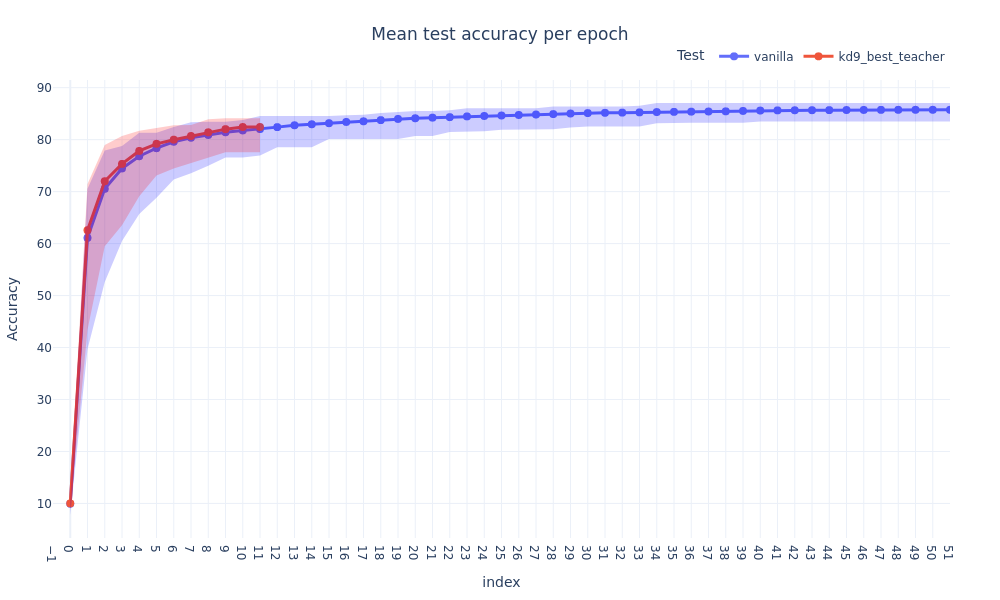 Mean test accuracy per epoch
Test vanilla kd9_best_teacher
Accuracy
90
80
70
60
50
40
30
20
10
−1 0 1 2 3 4 5 6 7 8 9 10 11 12 13 14 15 16 17 18 19 20 21 22 23 24 25 26 27 28 29 30 31 32 33 34 35 36 37 38 39 40 41 42 43 44 45 46 47 48 49 50 51
index